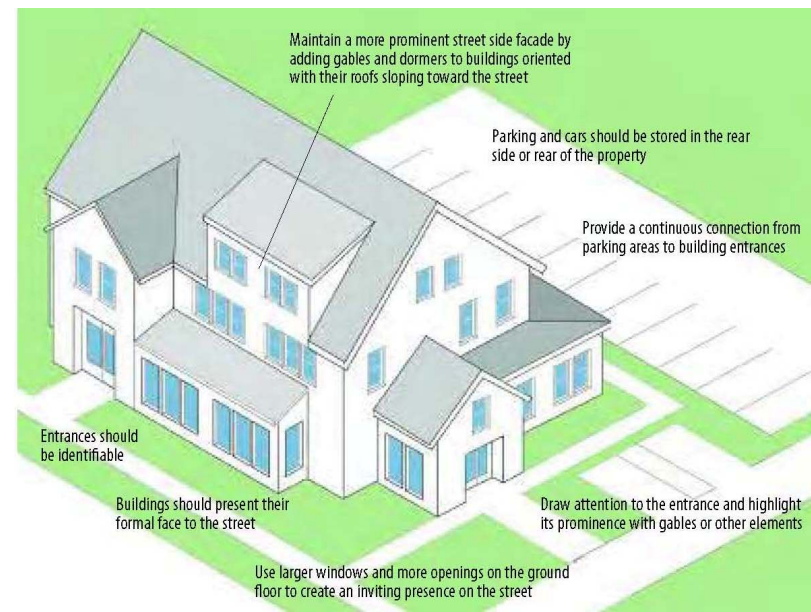 Maintain a more prominent street side facade by
adding gables and dormers to buildings oriented
with their roofs sloping toward the street
Parking and cars should be stored in the rear
side or rear of the property
Provide a continuous connection from
parking areas to building entrances
Entrances should
be identifiable
Buildings should present their
formal face to the street
Draw attention to the entrance and highlight
its prominence with gables or other elements
Use larger windows and more openings on the ground
floor to create an inviting presence on the street